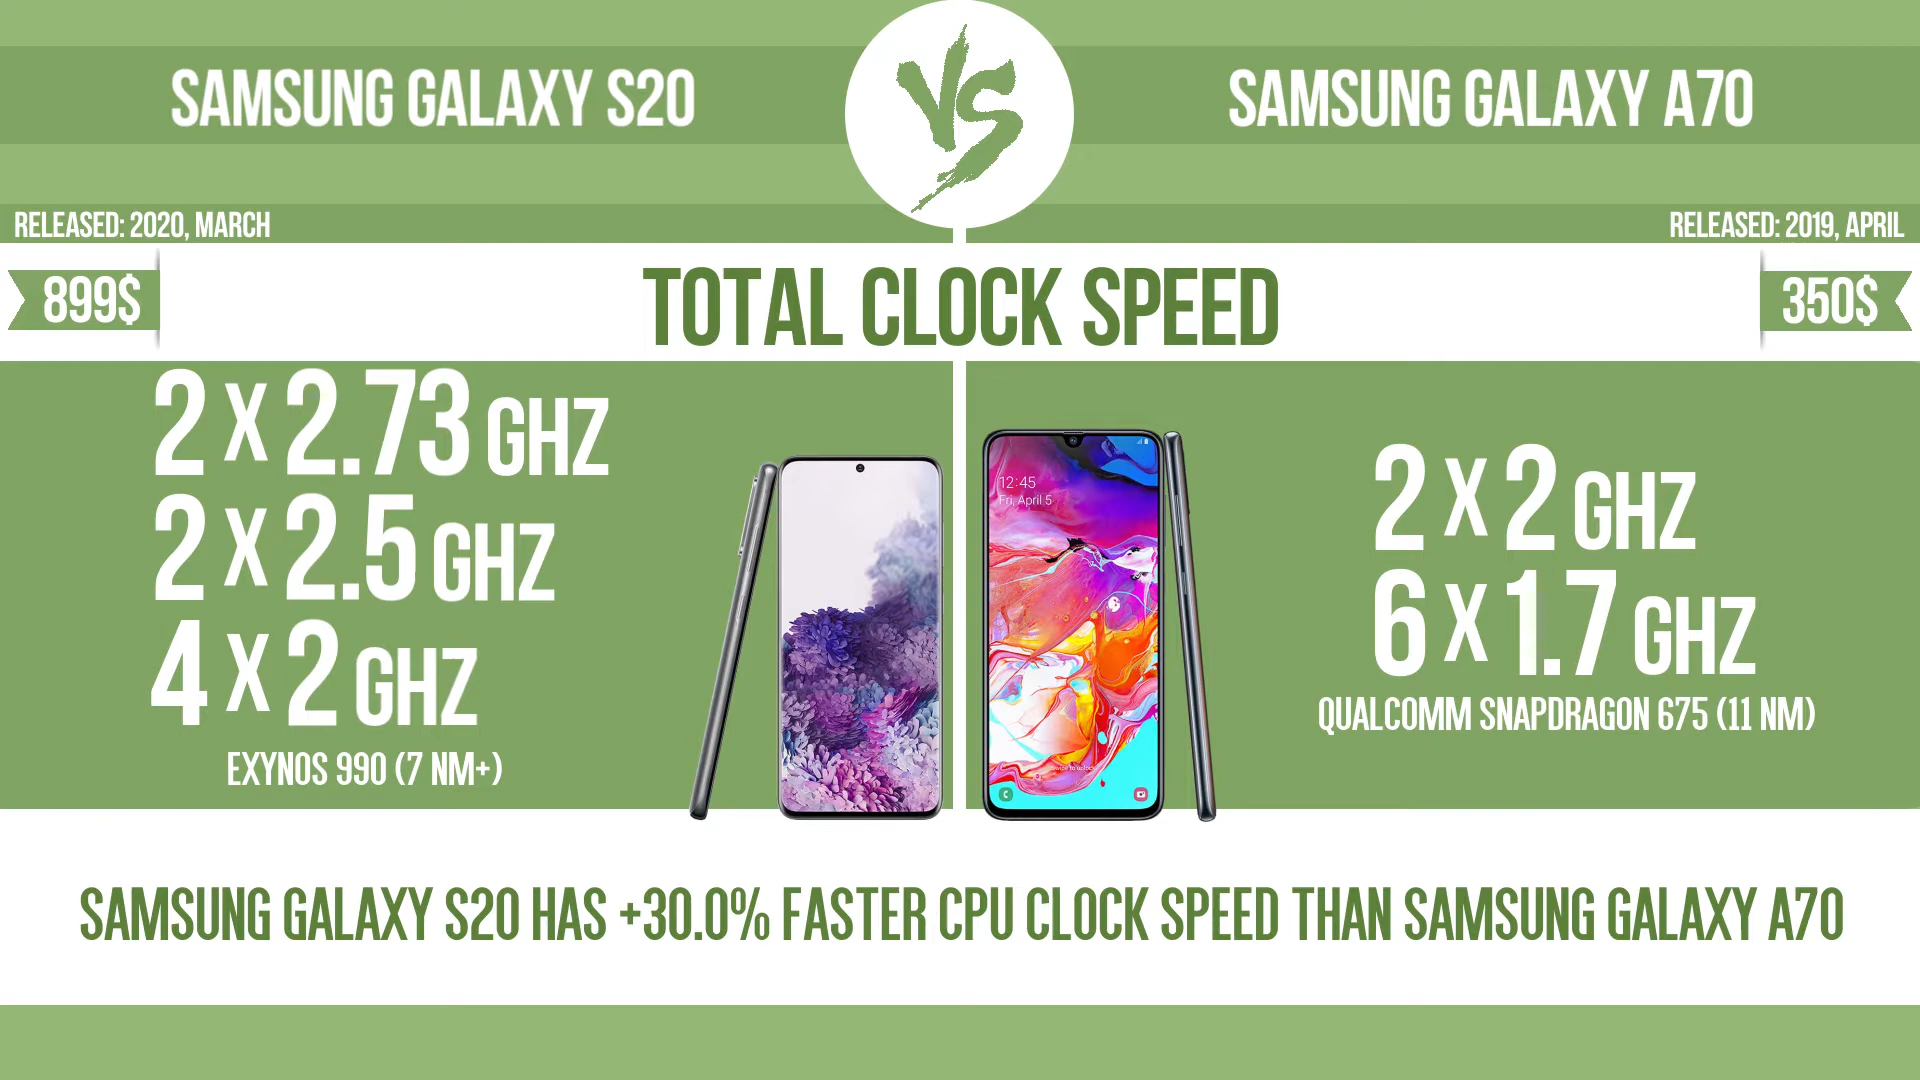 SAMSUNG GALAXY S20
VS
SAMSUNG GALAXY A70
RELEASED: 2020, MARCH
RELEASED: 2019, APRIL
899$
TOTAL CLOCK SPEED
350$
2 X 2.73 GHZ
2 X 2.5 GHZ
4 X 2 GHZ
EXYNOS 990 (7 NM+)
12:45
Fri, April 5
Swipe to unlock
2 X 2 GHZ
6 X 1.7 GHZ
QUALCOMM SNAPDRAGON 675 (11 NM)
SAMSUNG GALAXY S20 HAS +30.0% FASTER CPU CLOCK SPEED THAN SAMSUNG GALAXY A70